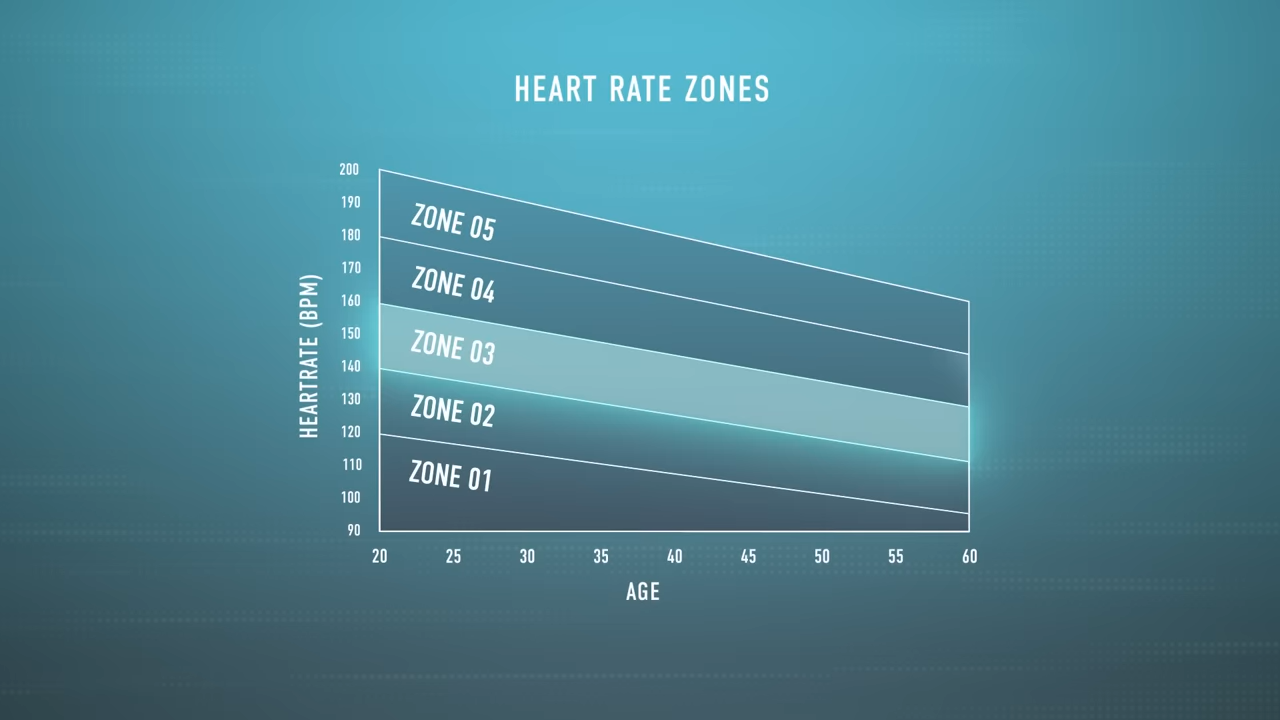 HEART RATE ZONES
200
190
180
170
160
150
140
130
120
110
100
90
HEARTRATE (BPM)
ZONE 05
ZONE 04
ZONE 03
ZONE 02
ZONE 01
20 25 30 35 40 45 50 55 60
AGE